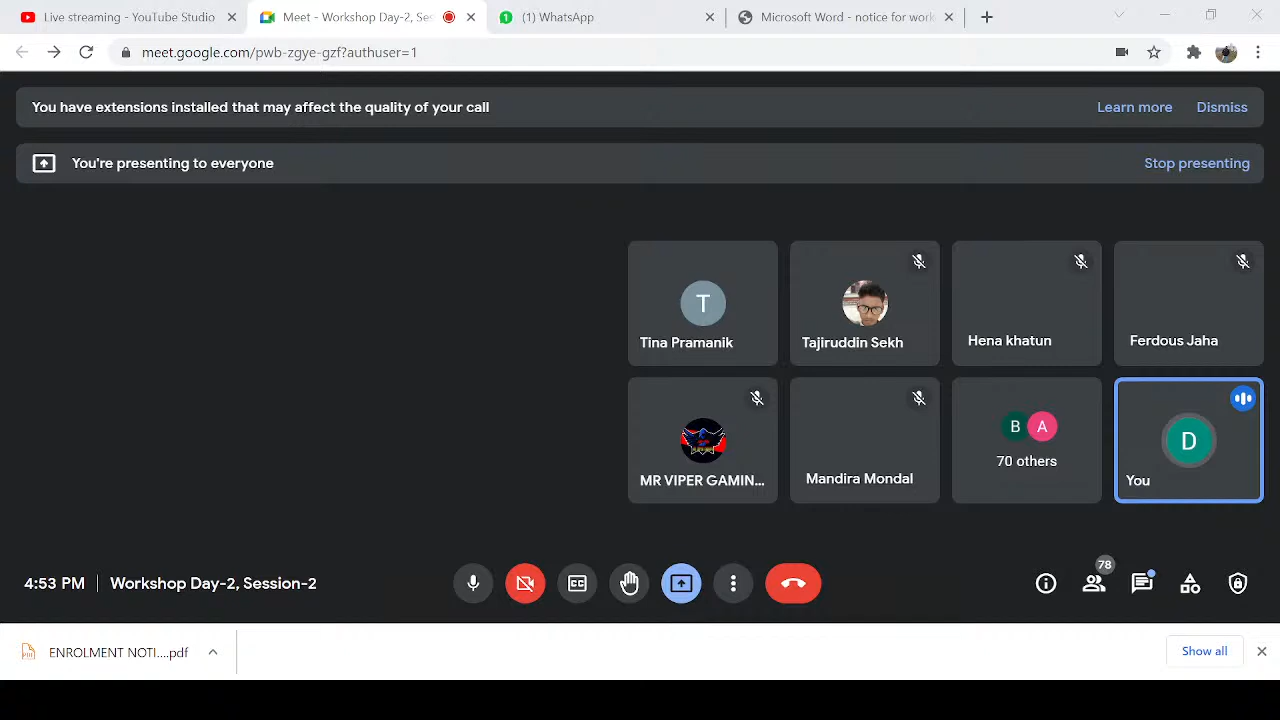 Live streaming - YouTube Studio
Meet - Workshop Day-2, Ses
(1) WhatsApp
Microsoft Word - notice for work
meet.google.com/pwb-zgye-gzf?authuser=1
You have extensions installed that may affect the quality of your call
Learn more
Dismiss
You're presenting to everyone
Stop presenting
T
Tina Pramanik
Tajiruddin Sekh
Hena khatun
Ferdous Jaha
MR VIPER GAMIN...
Mandira Mondal
B A
70 others
D
You
4:53 PM | Workshop Day-2, Session-2
CC
78
ENROLMENT NOTI....pdf
Show all